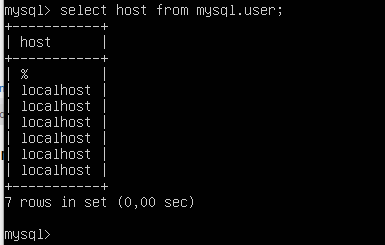 mysql> select host from mysql.user;
+-----------+
| host      |
+-----------+
| %         |
| localhost |
| localhost |
| localhost |
| localhost |
| localhost |
| localhost |
+-----------+
7 rows in set (0,00 sec)
mysql>